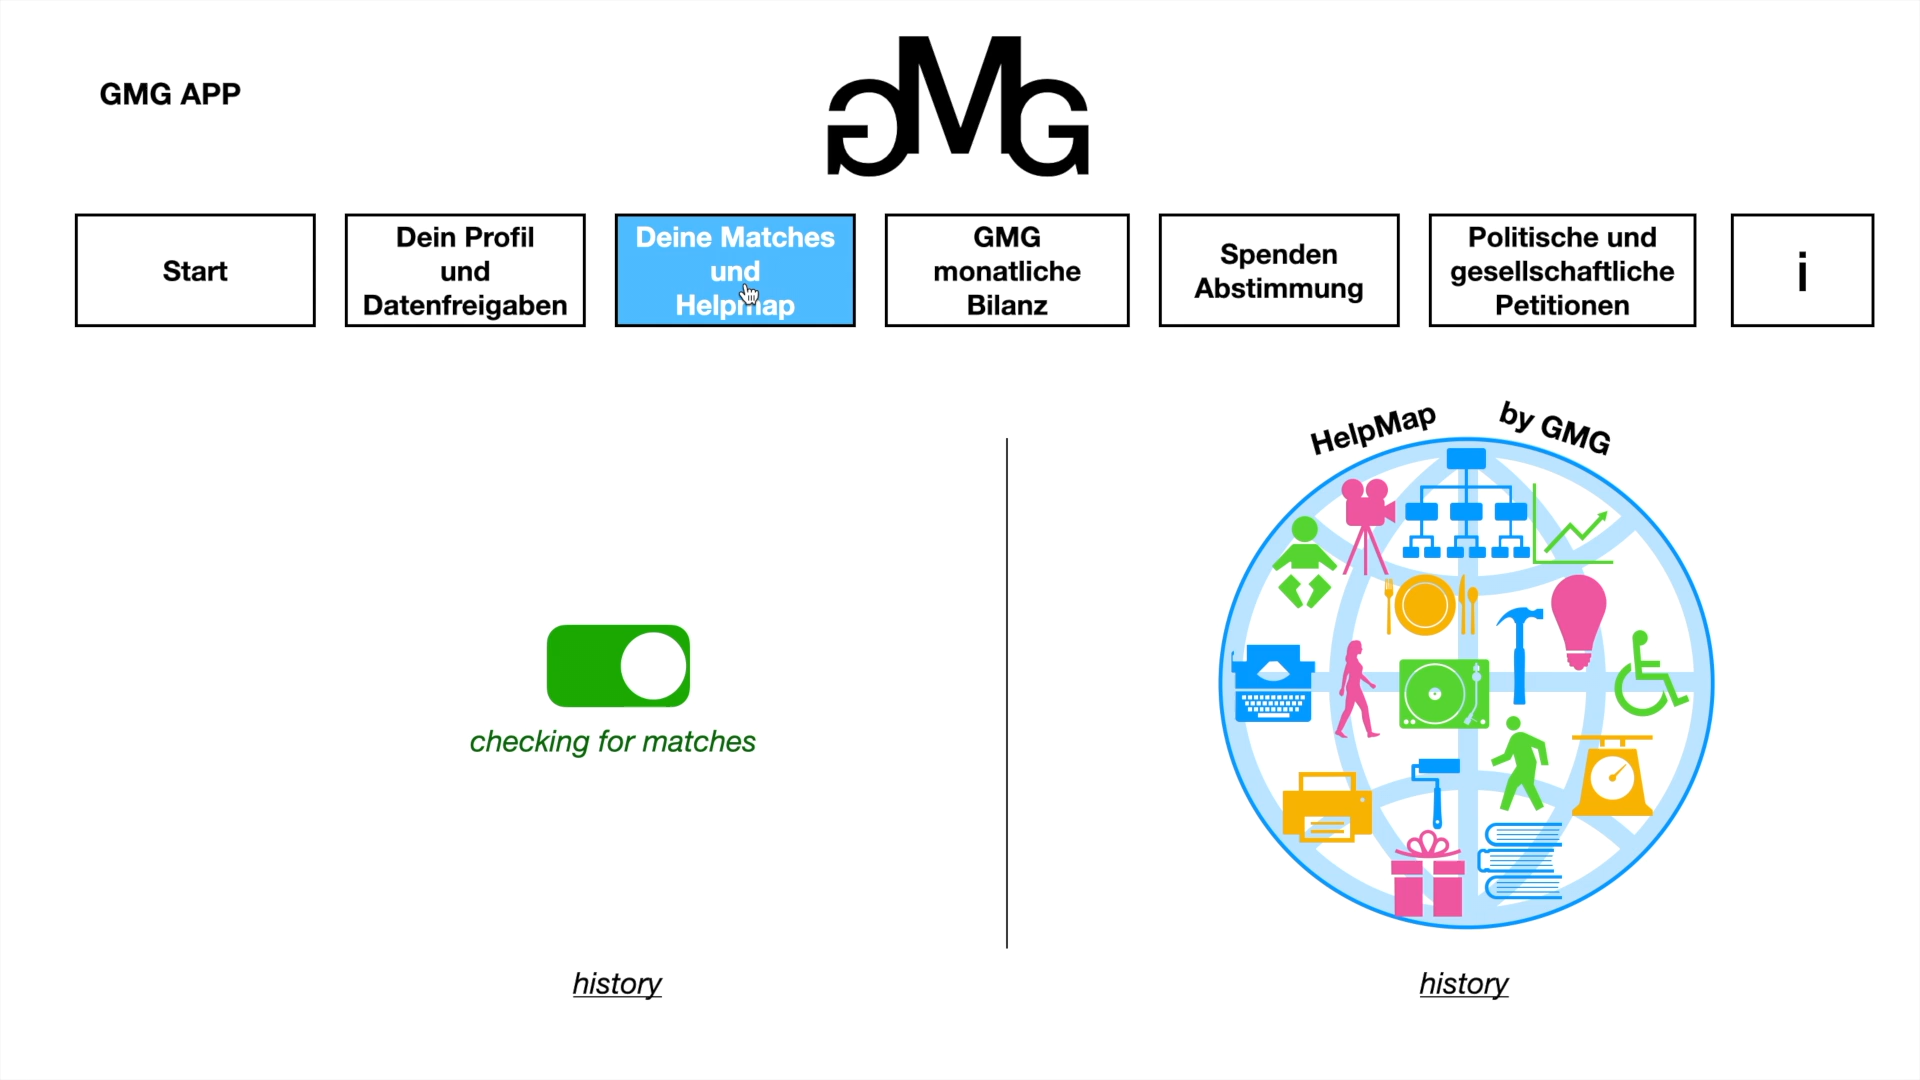 GMG APP
GMG
Start
Dein Profil
und
Datenfreigaben
Deine Matches
und
Helpmap
GMG
monatliche
Bilanz
Spenden
Abstimmung
Politische und
gesellschaftliche
Petitionen
i
HelpMap by GMG
checking for matches
history
history